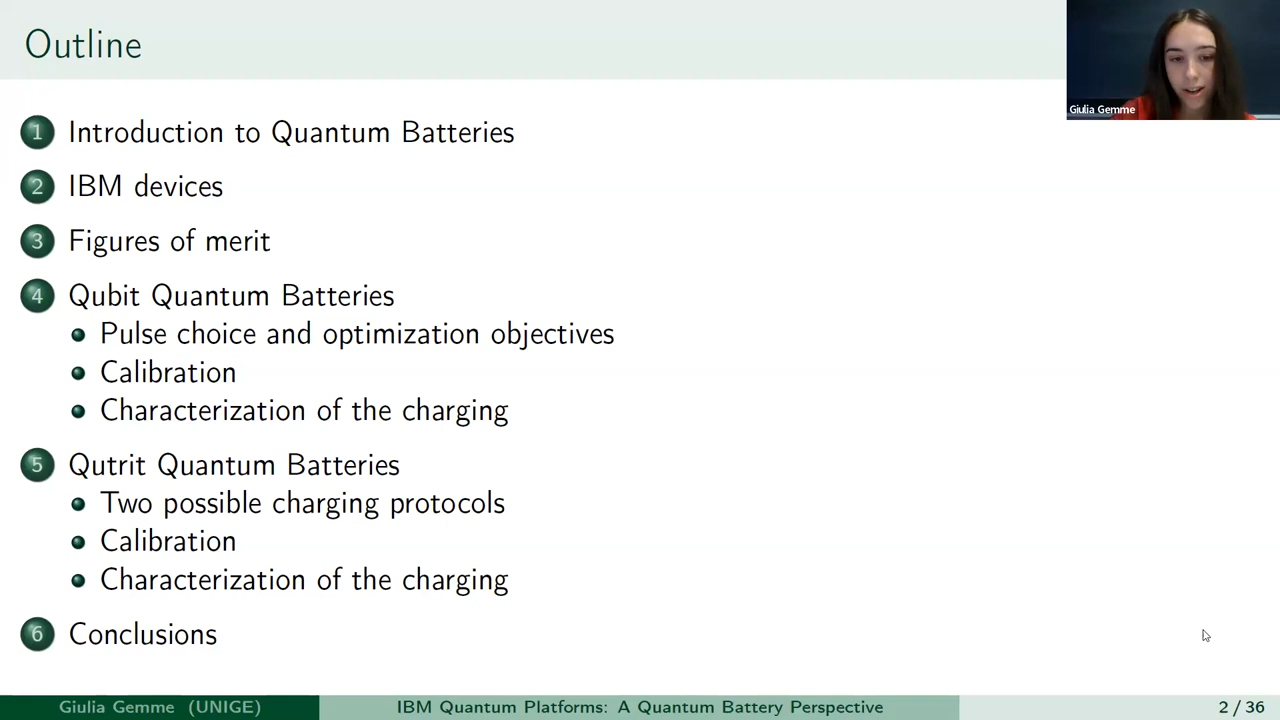 Outline
Giulia Gemme
1 Introduction to Quantum Batteries
2 IBM devices
3 Figures of merit
4 Qubit Quantum Batteries
Pulse choice and optimization objectives
Calibration
Characterization of the charging
5 Qutrit Quantum Batteries
Two possible charging protocols
Calibration
Characterization of the charging
6 Conclusions
Giulia Gemme (UNIGE) IBM Quantum Platforms: A Quantum Battery Perspective 2 / 36